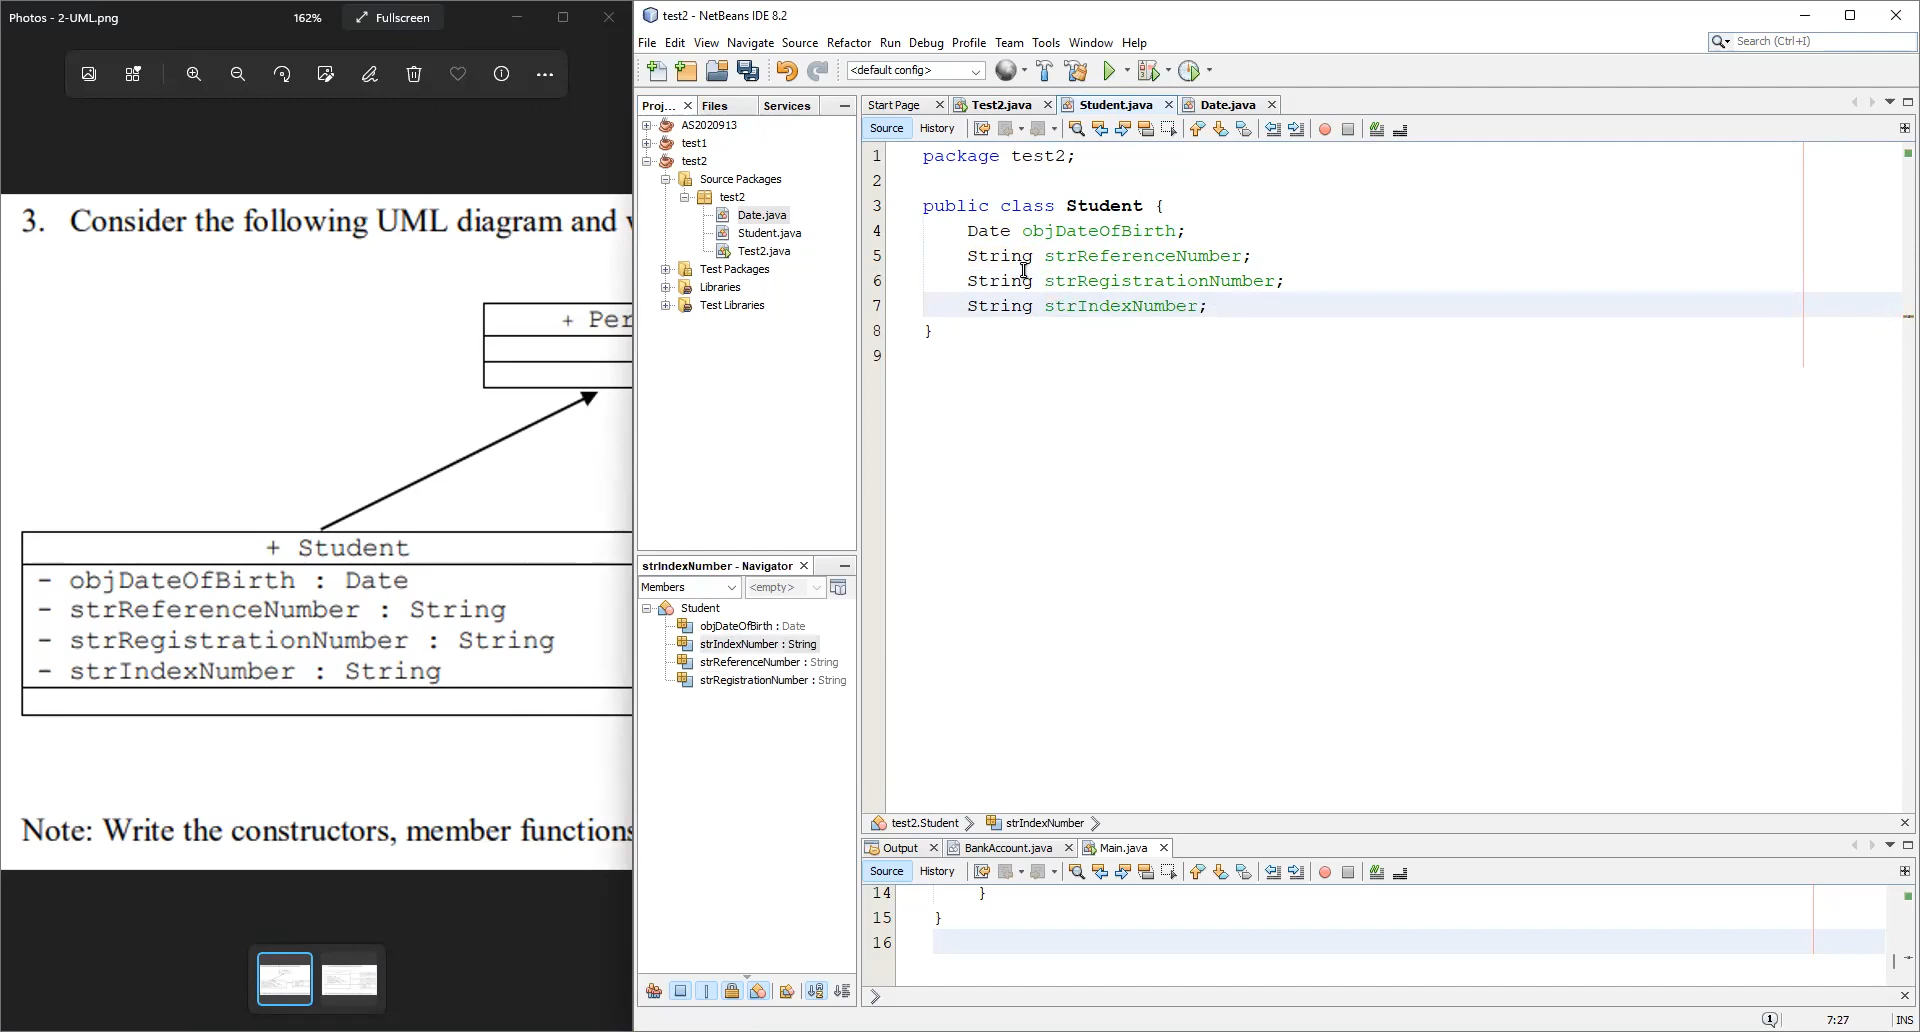 Photos - 2-UML.png
162%
Fullscreen
3. Consider the following UML diagram and
+ Per
+ Student
- objDateOfBirth : Date
- strReferenceNumber : String
- strRegistrationNumber : String
- strIndexNumber : String
Note: Write the constructors, member functions
test2 - NetBeans IDE 8.2
File Edit View Navigate Source Refactor Run Debug Profile Team Tools Window Help
Search (Ctrl+I)
<default config>
Proj... Files Services
AS2020913
test1
test2
Source Packages
test2
Date.java
Student.java
Test2.java
Test Packages
Libraries
Test Libraries
strIndexNumber - Navigator
Members <empty>
Student
objDateOfBirth : Date
strIndexNumber : String
strReferenceNumber : String
strRegistrationNumber : String
Start Page Test2.java Student.java Date.java
Source History
1 package test2;
2
3 public class Student {
4 Date objDateOfBirth;
5 String strReferenceNumber;
6 String strRegistrationNumber;
7 String strIndexNumber;
8 }
9
test2.Student strIndexNumber
Output BankAccount.java Main.java
Source History
14 }
15 }
16
1 7:27 INS